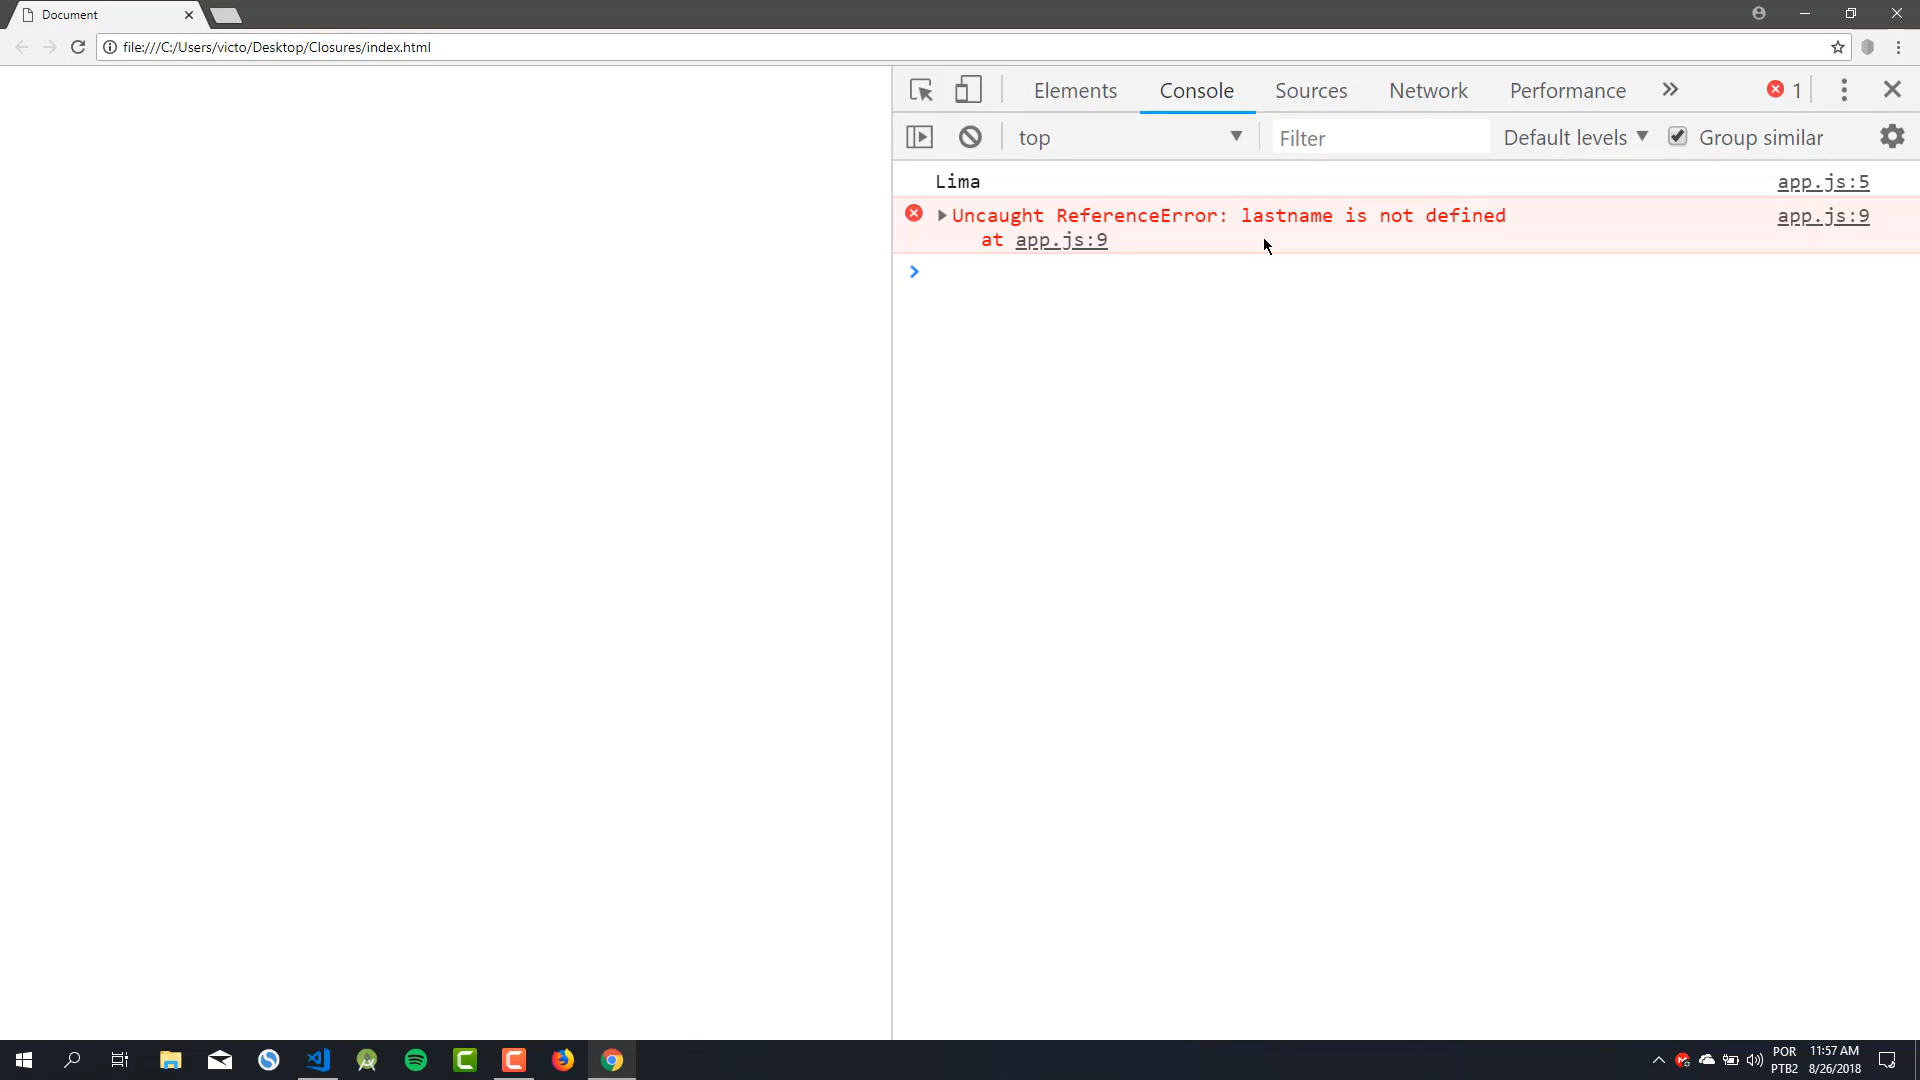 Document
file:///C:/Users/victo/Desktop/Closures/index.html
Elements Console Sources Network Performance 1
top Filter Default levels Group similar
Lima app.js:5
Uncaught ReferenceError: lastname is not defined app.js:9
at app.js:9
POR 11:57 AM
PTB2 8/26/2018